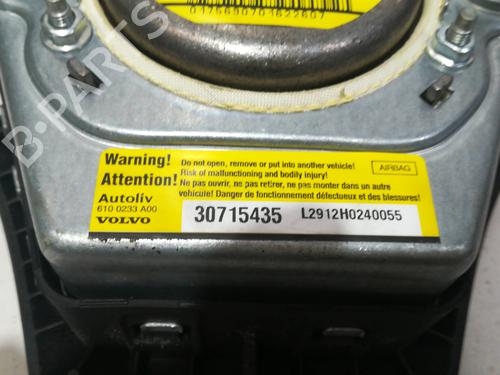 0175690701622607
B-PARTS
Warning!
Attention!
Do not open, remove or put into another vehicle!
Risk of malfunctioning and bodily injury!
Ne pas ouvrir, ne pas retirer, ne pas monter dans un autre
vehicule! Danger de fonctionnement défectueux et des blessures!
AIRBAG
Autoliv
610 0233 A00
VOLVO
30715435
L2912H0240055